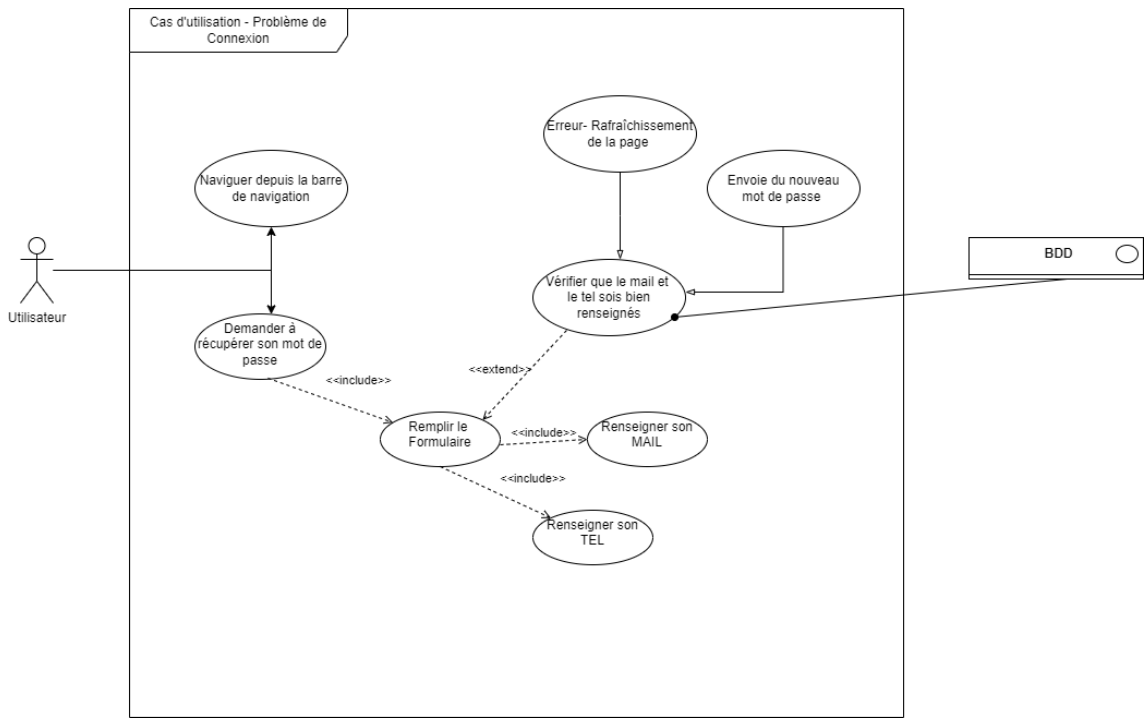 Cas d'utilisation - Problème de
Connexion
Erreur- Rafraîchissement
de la page
Naviguer depuis la barre
de navigation
Envoie du nouveau
mot de passe
BDD
Vérifier que le mail et
le tel sois bien
renseignés
Utilisateur
Demander à
récupérer son mot de
passe
<<extend>>
<<include>>
Remplir le
Formulaire
<<include>>
Renseigner son
MAIL
<<include>>
Renseigner son
TEL